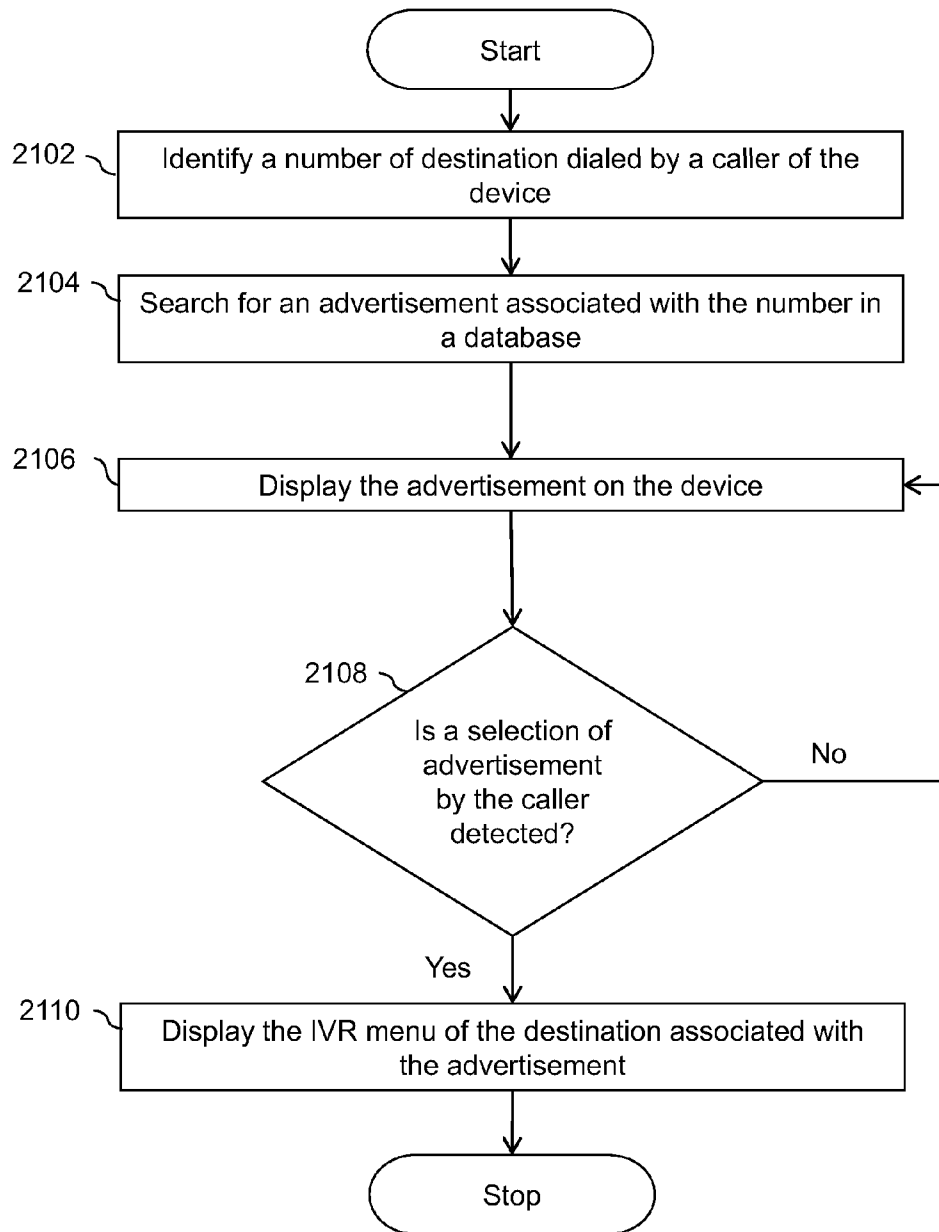 Start
2102
Identify a number of destination dialed by a caller of the
device
2104
Search for an advertisement associated with the number in
a database
2106
Display the advertisement on the device
2108
Is a selection of
advertisement
by the caller
detected?
No
Yes
2110
Display the IVR menu of the destination associated with
the advertisement
Stop